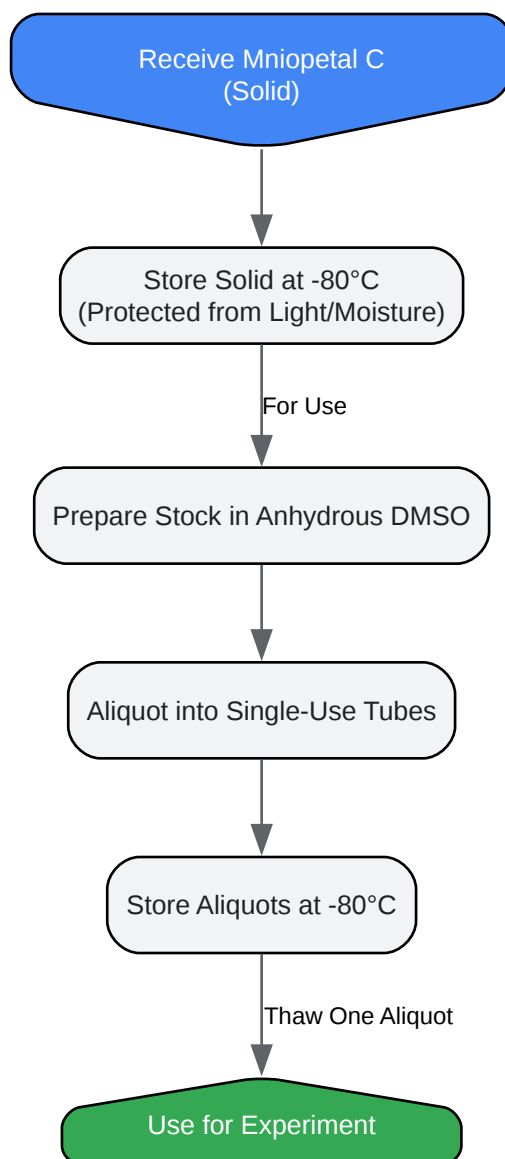 Receive Mniopetal C
(Solid)
Store Solid at -80°C
(Protected from Light/Moisture)
For Use
Prepare Stock in Anhydrous DMSO
Aliquot into Single-Use Tubes
Store Aliquots at -80°C
Thaw One Aliquot
Use for Experiment